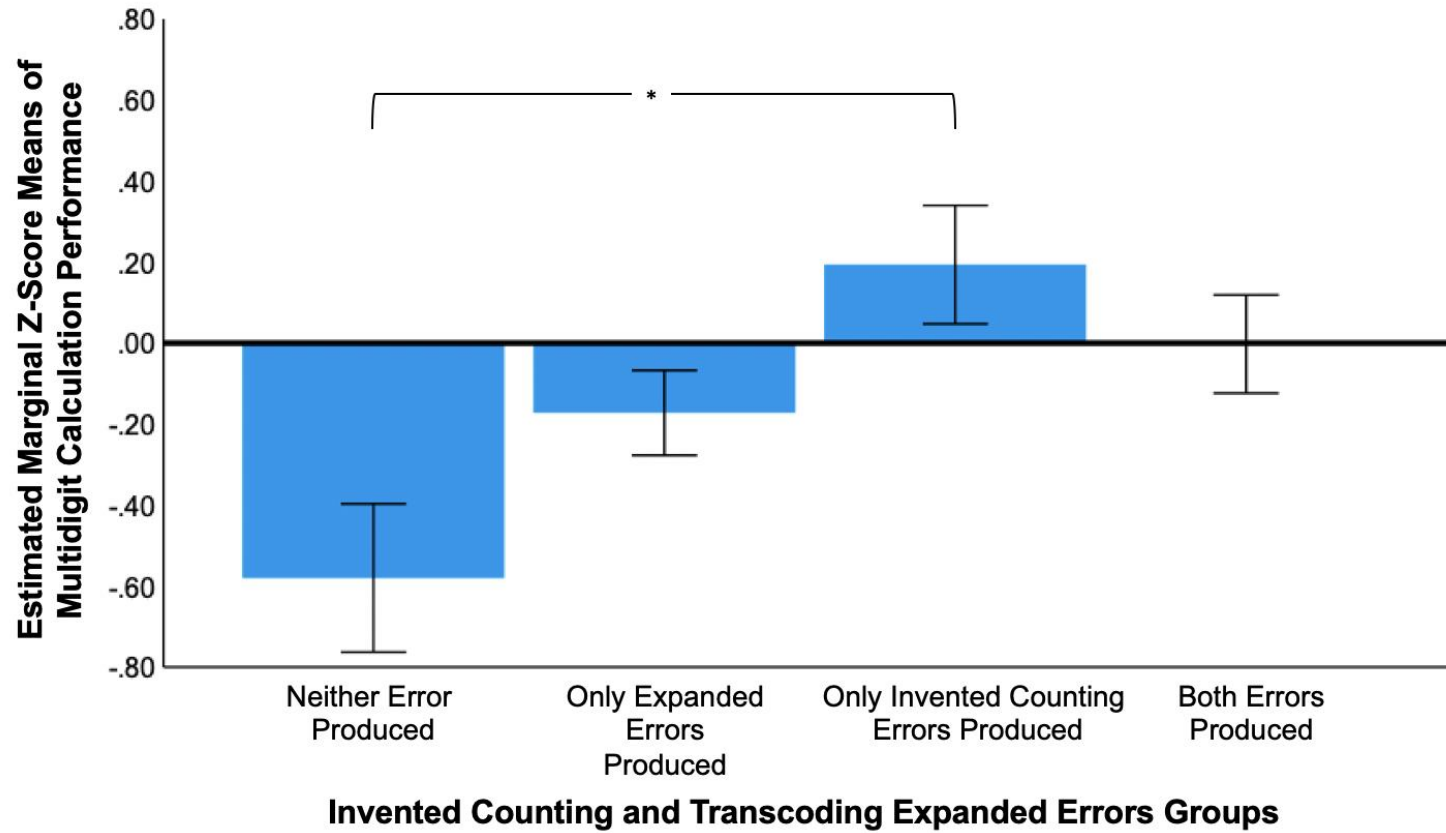 Estimated Marginal Z-Score Means of
Multidigit Calculation Performance
.80
.60
.40
.20
.00
-.20
-.40
-.60
-.80
*
Neither Error
Produced
Only Expanded
Errors
Produced
Only Invented Counting
Errors Produced
Both Errors
Produced
Invented Counting and Transcoding Expanded Errors Groups